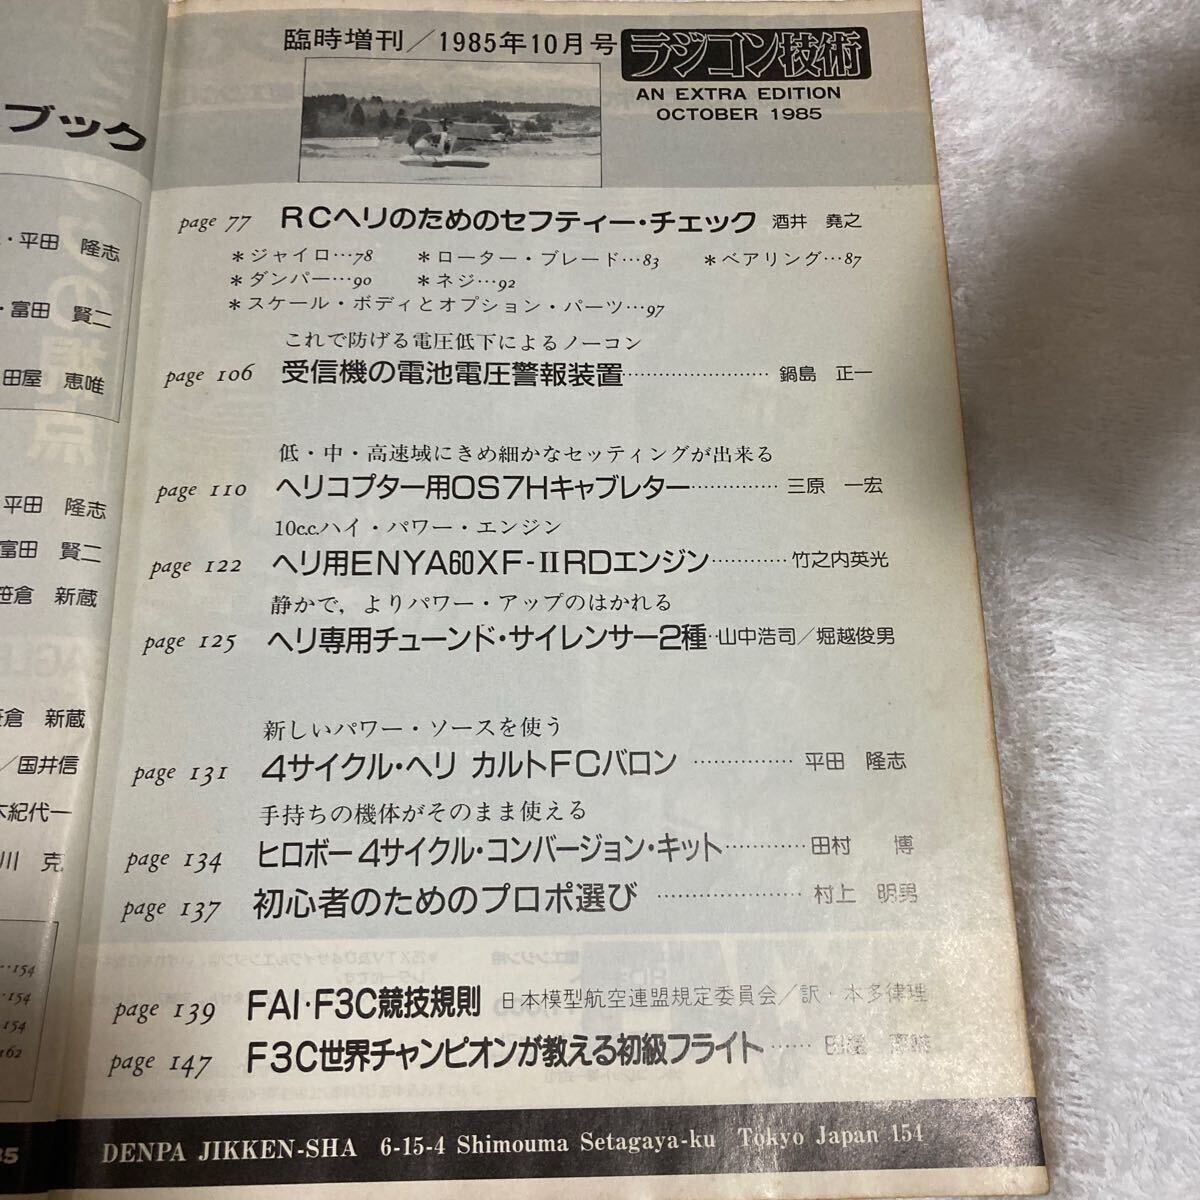 ブック
・平田 隆志
・富田 賢二
田屋 恵唯
平田 隆志
富田 賢二
笹倉 新蔵
倉 新蔵
／国井信
木紀代一
川 克
…154
…154
154
162
85
臨時増刊／1985年10月号 ラジコン技術
AN EXTRA EDITION
OCTOBER 1985
page 77 RCヘリのためのセフティー・チェック 酒井 堯之
＊ジャイロ…78 ＊ローター・ブレード…83 ＊ベアリング…87
＊ダンパー…90 ＊ネジ…92
＊スケール・ボディとオプション・パーツ…97
これで防げる電圧低下によるノーコン
page 106 受信機の電池電圧警報装置…………………… 鍋島 正一
低・中・高速域にきめ細かなセッティングが出来る
page 110 ヘリコプター用OS7Hキャブレター………… 三原 一宏
10c.c.ハイ・パワー・エンジン
page 122 ヘリ用ENYA60XF-ⅡRDエンジン………… 竹之内英光
静かで，よりパワー・アップのはかれる
page 125 ヘリ専用チューンド・サイレンサー2種…山中浩司／堀越俊男
新しいパワー・ソースを使う
page 131 4サイクル・ヘリ カルトFCバロン ……………平田 隆志
手持ちの機体がそのまま使える
page 134 ヒロボー4サイクル・コンバージョン・キット…………田村 博
page 137 初心者のためのプロポ選び …………………… 村上 明男
page 139 FAI・F3C競技規則 日本模型航空連盟規定委員会／訳・本多律理
page 147 F3C世界チャンピオンが教える初級フライト……
DENPA JIKKEN-SHA 6-15-4 Shimouma Setagaya-ku Tokyo Japan 154